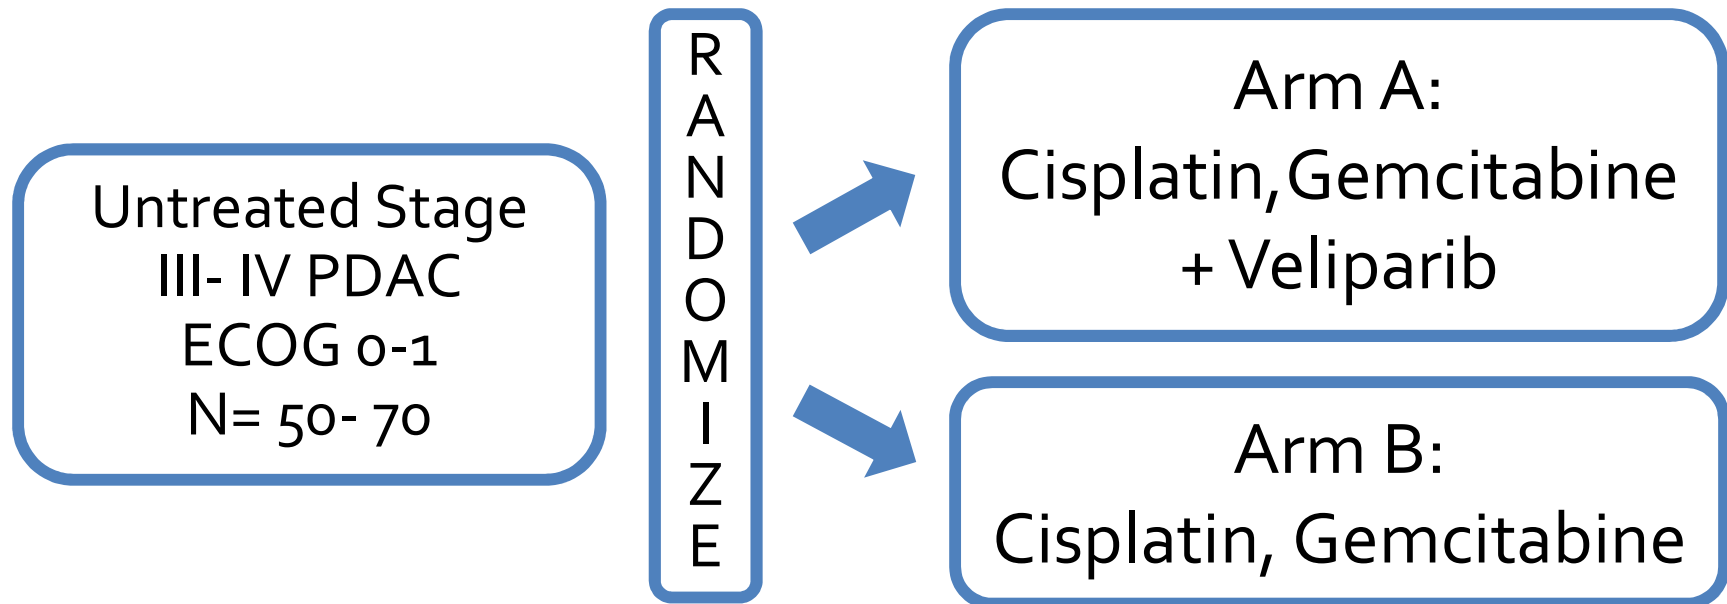 Untreated Stage
III- IV PDAC
ECOG 0-1
N= 50- 70
R
A
N
D
O
M
I
Z
E
Arm A:
Cisplatin,Gemcitabine
+ Veliparib
Arm B:
Cisplatin, Gemcitabine